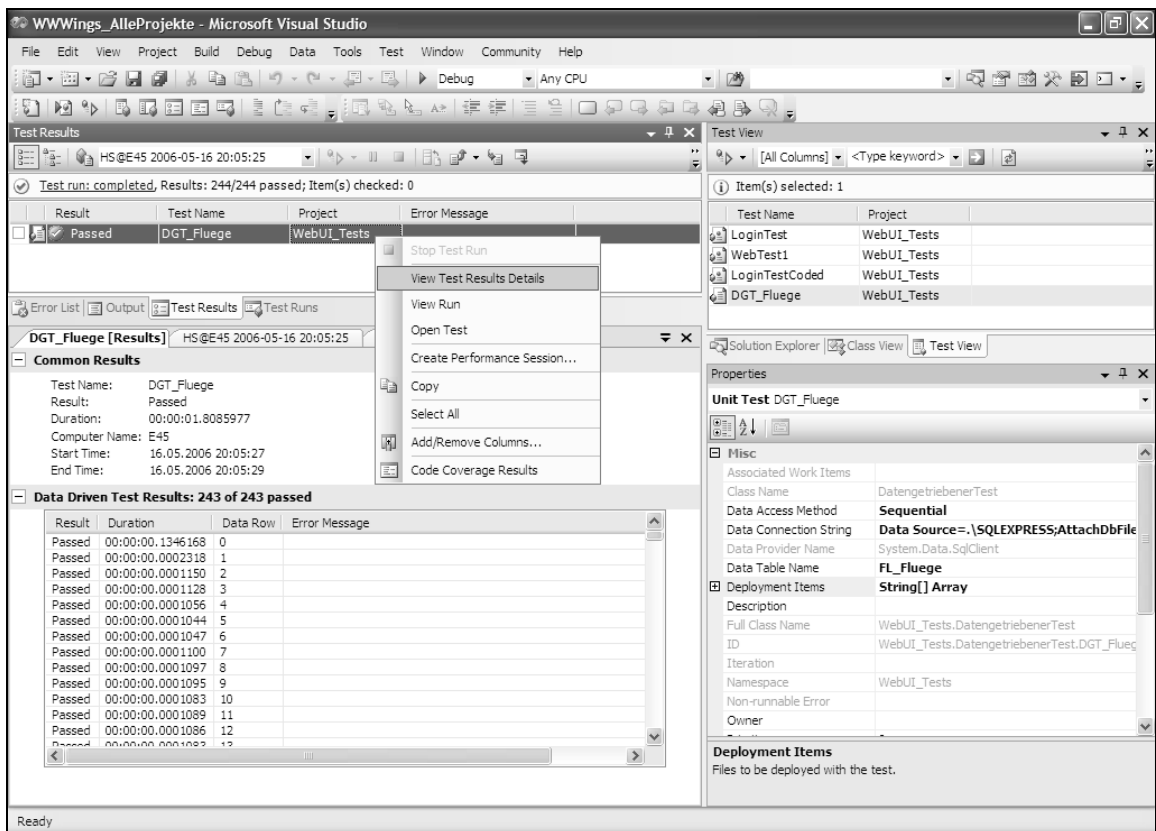 WWWings_AlleProjekte - Microsoft Visual Studio
File Edit View Project Build Debug Data Tools Test Window Community Help
Debug Any CPU
Test Results
HS@E45 2006-05-16 20:05:25
Test run: completed, Results: 244/244 passed; Item(s) checked: 0
Result Test Name Project Error Message
Passed DGT_Fluege WebUI_Tests
Stop Test Run
View Test Results Details
View Run
Open Test
Create Performance Session...
Copy
Select All
Add/Remove Columns...
Code Coverage Results
Error List Output Test Results Test Runs
DGT_Fluege [Results] HS@E45 2006-05-16 20:05:25
Common Results
Test Name: DGT_Fluege
Result: Passed
Duration: 00:00:01.8085977
Computer Name: E45
Start Time: 16.05.2006 20:05:27
End Time: 16.05.2006 20:05:29
Data Driven Test Results: 243 of 243 passed
Result Duration Data Row Error Message
Passed 00:00:00.1346168 0
Passed 00:00:00.0002318 1
Passed 00:00:00.0001150 2
Passed 00:00:00.0001128 3
Passed 00:00:00.0001056 4
Passed 00:00:00.0001044 5
Passed 00:00:00.0001047 6
Passed 00:00:00.0001100 7
Passed 00:00:00.0001097 8
Passed 00:00:00.0001095 9
Passed 00:00:00.0001083 10
Passed 00:00:00.0001089 11
Passed 00:00:00.0001086 12
Test View
[All Columns] <Type keyword>
Item(s) selected: 1
Test Name Project
LoginTest WebUI_Tests
WebTest1 WebUI_Tests
LoginTestCoded WebUI_Tests
DGT_Fluege WebUI_Tests
Solution Explorer Class View Test View
Properties
Unit Test DGT_Fluege
Misc
Associated Work Items
Class Name DatengetriebenerTest
Data Access Method Sequential
Data Connection String Data Source=.\SQLEXPRESS;AttachDbFile
Data Provider Name System.Data.SqlClient
Data Table Name FL_Fluege
Deployment Items String[] Array
Description
Full Class Name WebUI_Tests.DatengetriebenerTest
ID WebUI_Tests.DatengetriebenerTest.DGT_Flueg
Iteration
Namespace WebUI_Tests
Non-runnable Error
Owner
Deployment Items
Files to be deployed with the test.
Ready